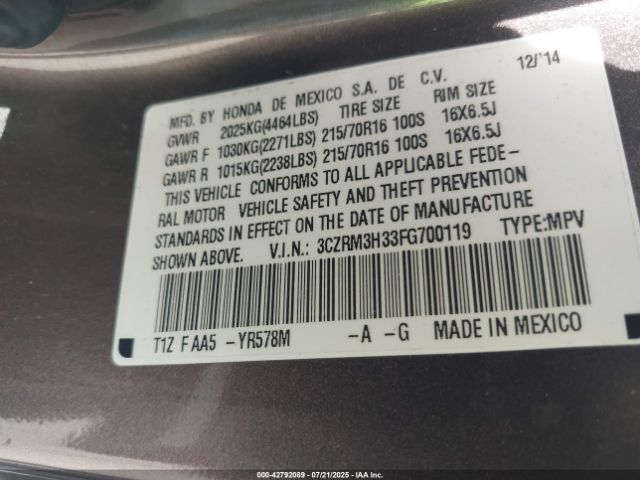 MFD. BY HONDA DE MEXICO S.A. DE C.V. 12/'14
GVWR 2025KG(4464LBS) TIRE SIZE RIM SIZE
GAWR F 1030KG(2271LBS) 215/70R16 100S 16X6.5J
GAWR R 1015KG(2238LBS) 215/70R16 100S 16X6.5J
THIS VEHICLE CONFORMS TO ALL APPLICABLE FEDE-
RAL MOTOR VEHICLE SAFETY AND THEFT PREVENTION
STANDARDS IN EFFECT ON THE DATE OF MANUFACTURE
SHOWN ABOVE. V.I.N.: 3CZRM3H33FG700119 TYPE:MPV
T1Z F AA5 -YR578M -A -G MADE IN MEXICO
000-42792089 - 07/21/2025 - IAA, Inc. - Copyright